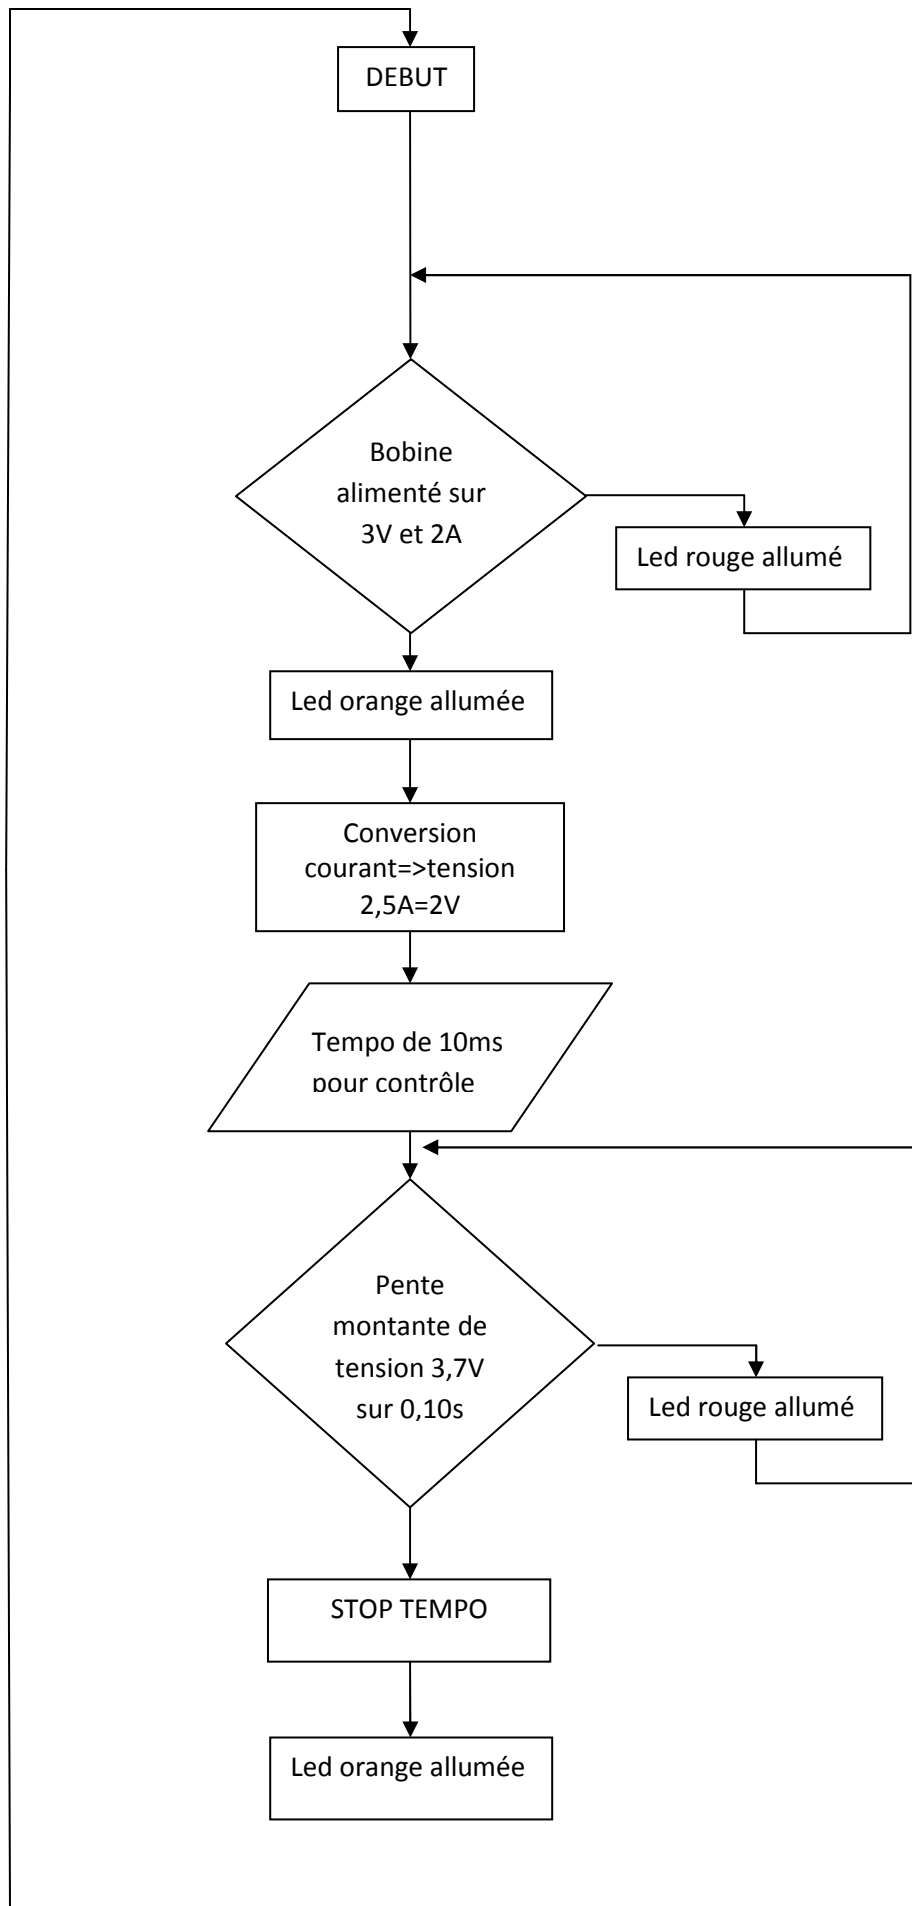 DEBUT
Bobine
alimenté sur
3V et 2A
Led rouge allumé
Led orange allumée
Conversion
courant=>tension
2,5A=2V
Tempo de 10ms
pour contrôle
Pente
montante de
tension 3,7V
sur 0,10s
Led rouge allumé
STOP TEMPO
Led orange allumée